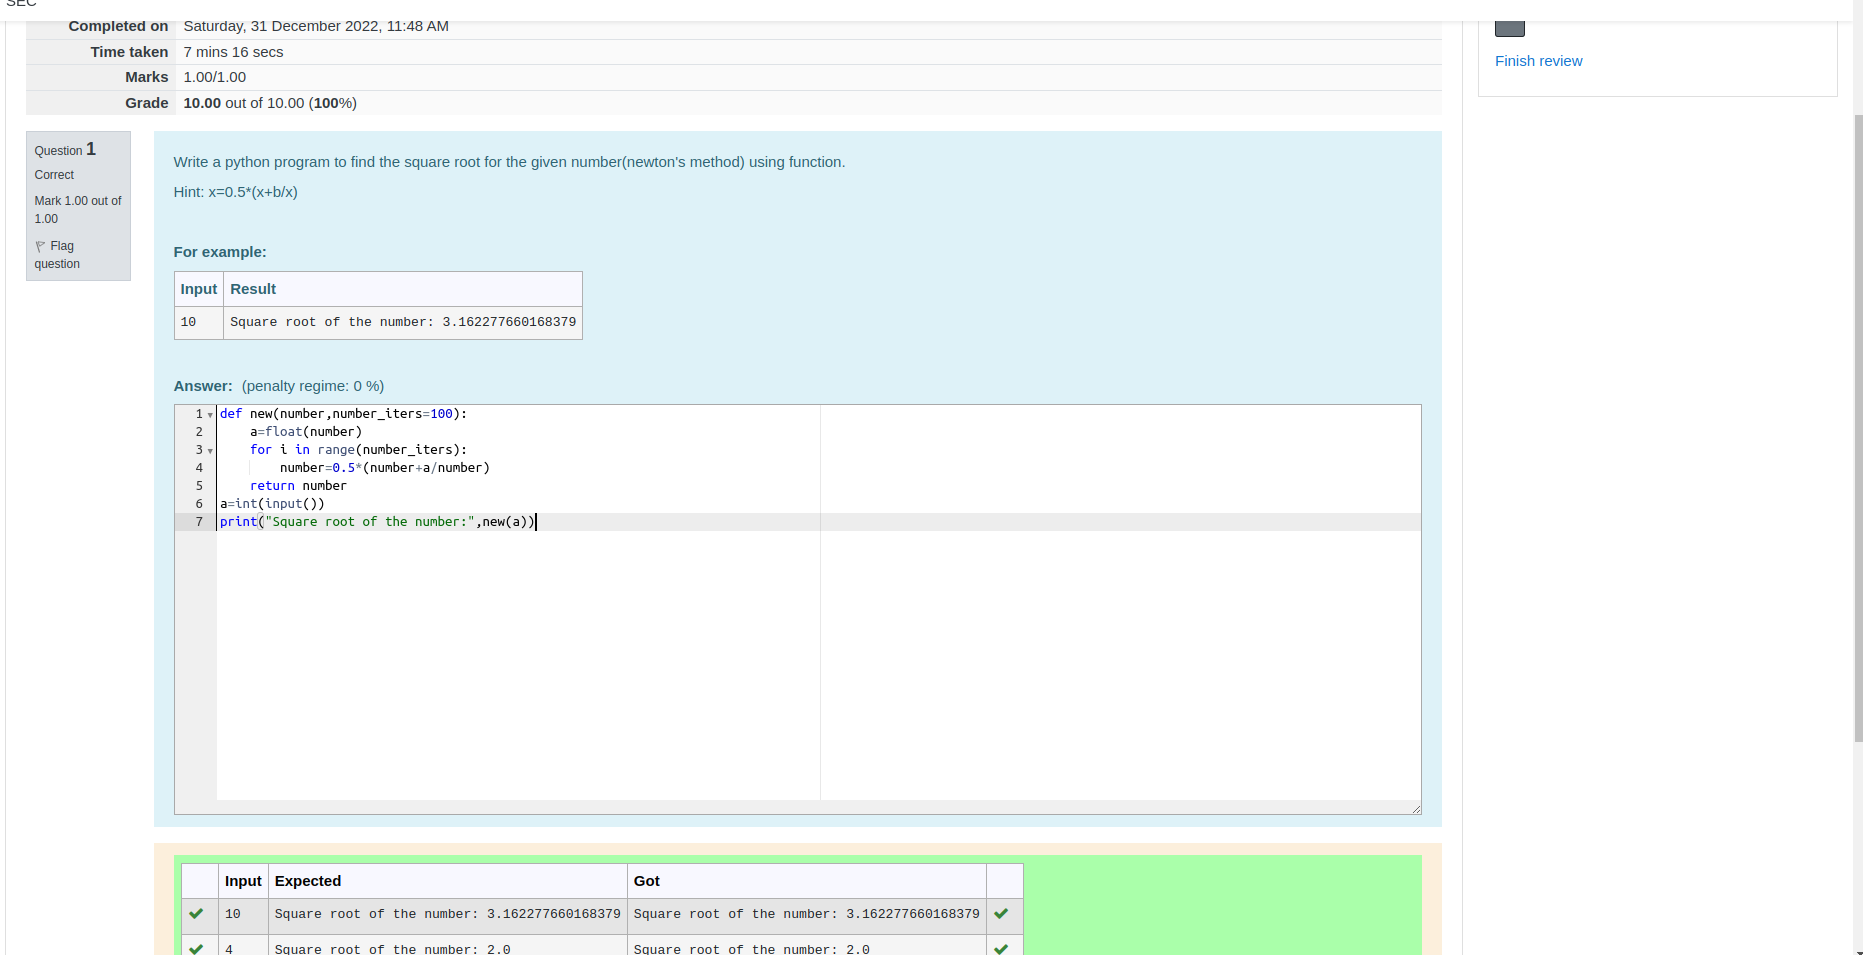 SEC
Completed on Saturday, 31 December 2022, 11:48 AM
Time taken 7 mins 16 secs
Marks 1.00/1.00
Grade 10.00 out of 10.00 (100%)
Finish review
Question 1
Correct
Mark 1.00 out of
1.00
Flag
question
Write a python program to find the square root for the given number(newton's method) using function.
Hint: x=0.5*(x+b/x)
For example:
Input Result
10 Square root of the number: 3.162277660168379
Answer: (penalty regime: 0 %)
1 def new(number,number_iters=100):
2     a=float(number)
3     for i in range(number_iters):
4         number=0.5*(number+a/number)
5     return number
6 a=int(input())
7 print("Square root of the number:",new(a))
Input Expected Got
10 Square root of the number: 3.162277660168379 Square root of the number: 3.162277660168379
4 Square root of the number: 2.0 Square root of the number: 2.0